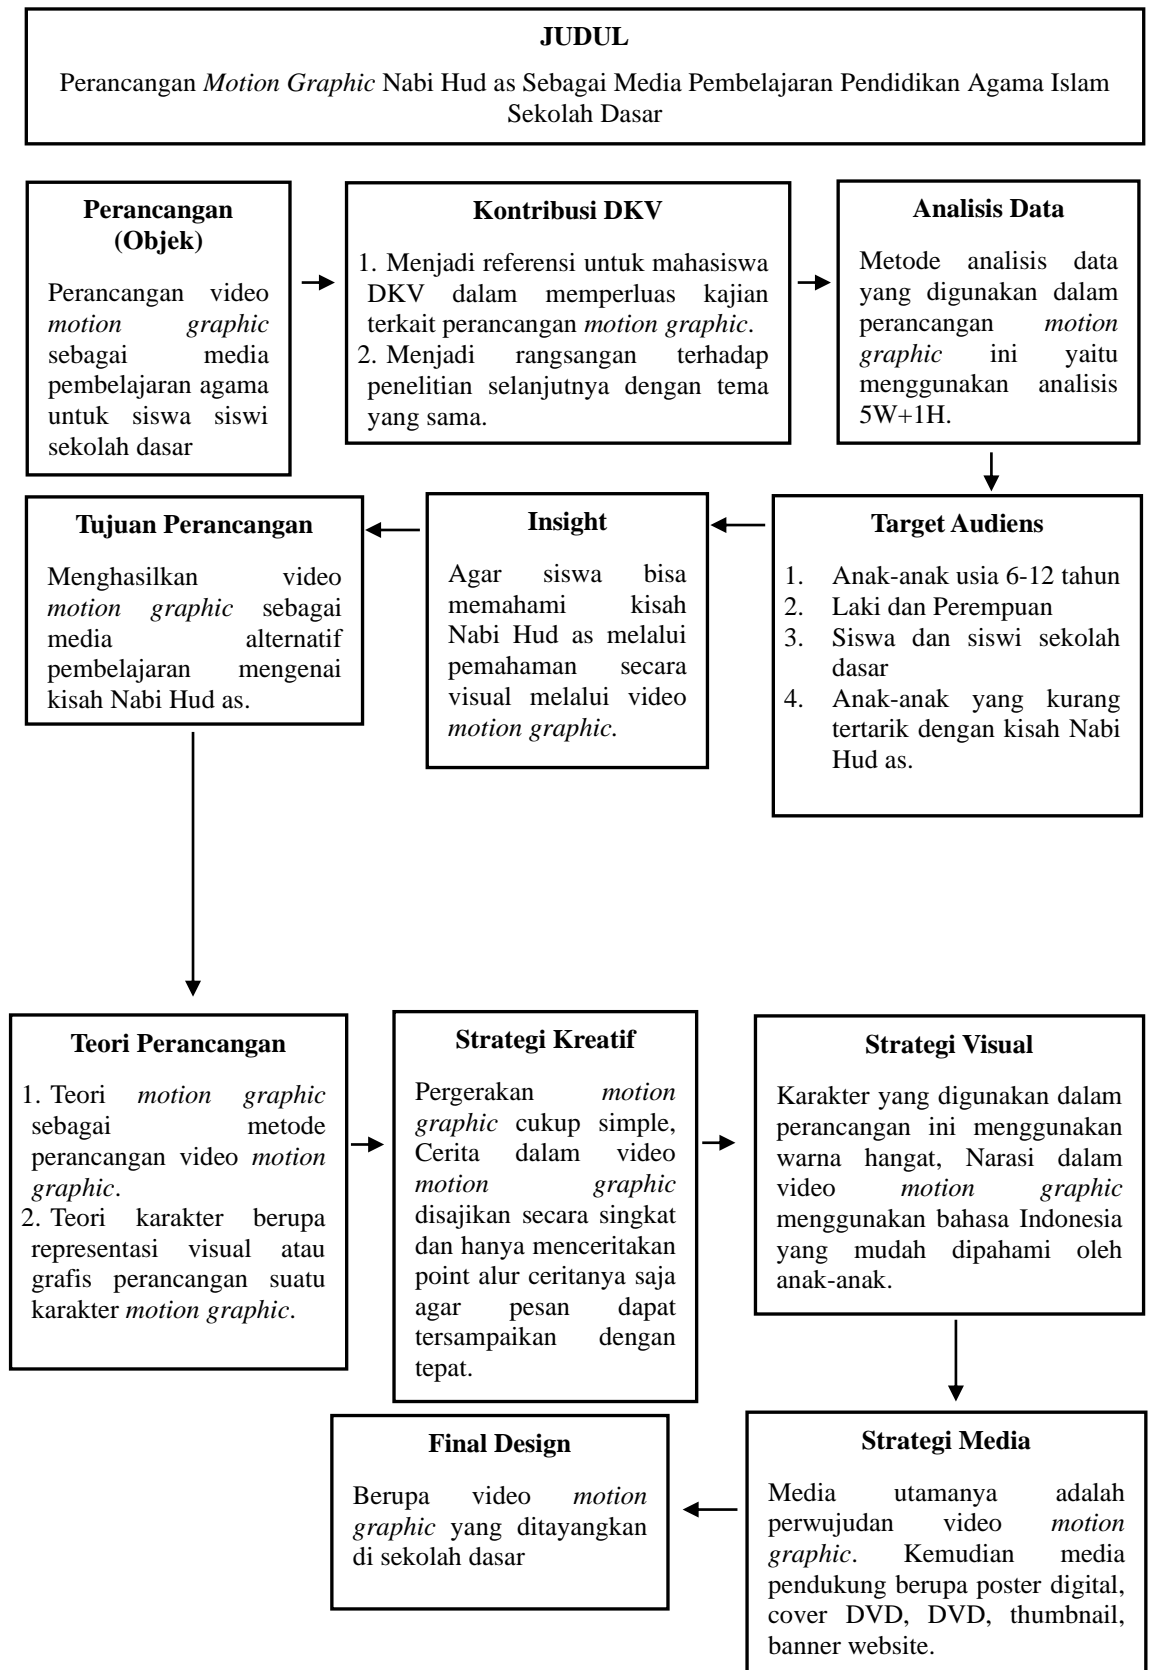 JUDUL
Perancangan Motion Graphic Nabi Hud as Sebagai Media Pembelajaran Pendidikan Agama Islam
Sekolah Dasar
Perancangan
(Objek)
Perancangan video
motion graphic
sebagai media
pembelajaran agama
untuk siswa siswi
sekolah dasar
Kontribusi DKV
1. Menjadi referensi untuk mahasiswa
DKV dalam memperluas kajian
terkait perancangan motion graphic.
2. Menjadi rangsangan terhadap
penelitian selanjutnya dengan tema
yang sama.
Analisis Data
Metode analisis data
yang digunakan dalam
perancangan motion
graphic ini yaitu
menggunakan analisis
5W+1H.
Target Audiens
1. Anak-anak usia 6-12 tahun
2. Laki dan Perempuan
3. Siswa dan siswi sekolah
dasar
4. Anak-anak yang kurang
tertarik dengan kisah Nabi
Hud as.
Insight
Agar siswa bisa
memahami kisah
Nabi Hud as melalui
pemahaman secara
visual melalui video
motion graphic.
Tujuan Perancangan
Menghasilkan video
motion graphic sebagai
media alternatif
pembelajaran mengenai
kisah Nabi Hud as.
Teori Perancangan
1. Teori motion graphic
sebagai metode
perancangan video motion
graphic.
2. Teori karakter berupa
representasi visual atau
grafis perancangan suatu
karakter motion graphic.
Strategi Kreatif
Pergerakan motion
graphic cukup simple,
Cerita dalam video
motion graphic
disajikan secara singkat
dan hanya menceritakan
point alur ceritanya saja
agar pesan dapat
tersampaikan dengan
tepat.
Strategi Visual
Karakter yang digunakan dalam
perancangan ini menggunakan
warna hangat, Narasi dalam
video motion graphic
menggunakan bahasa Indonesia
yang mudah dipahami oleh
anak-anak.
Strategi Media
Media utamanya adalah
perwujudan video motion
graphic. Kemudian media
pendukung berupa poster digital,
cover DVD, DVD, thumbnail,
banner website.
Final Design
Berupa video motion
graphic yang ditayangkan
di sekolah dasar